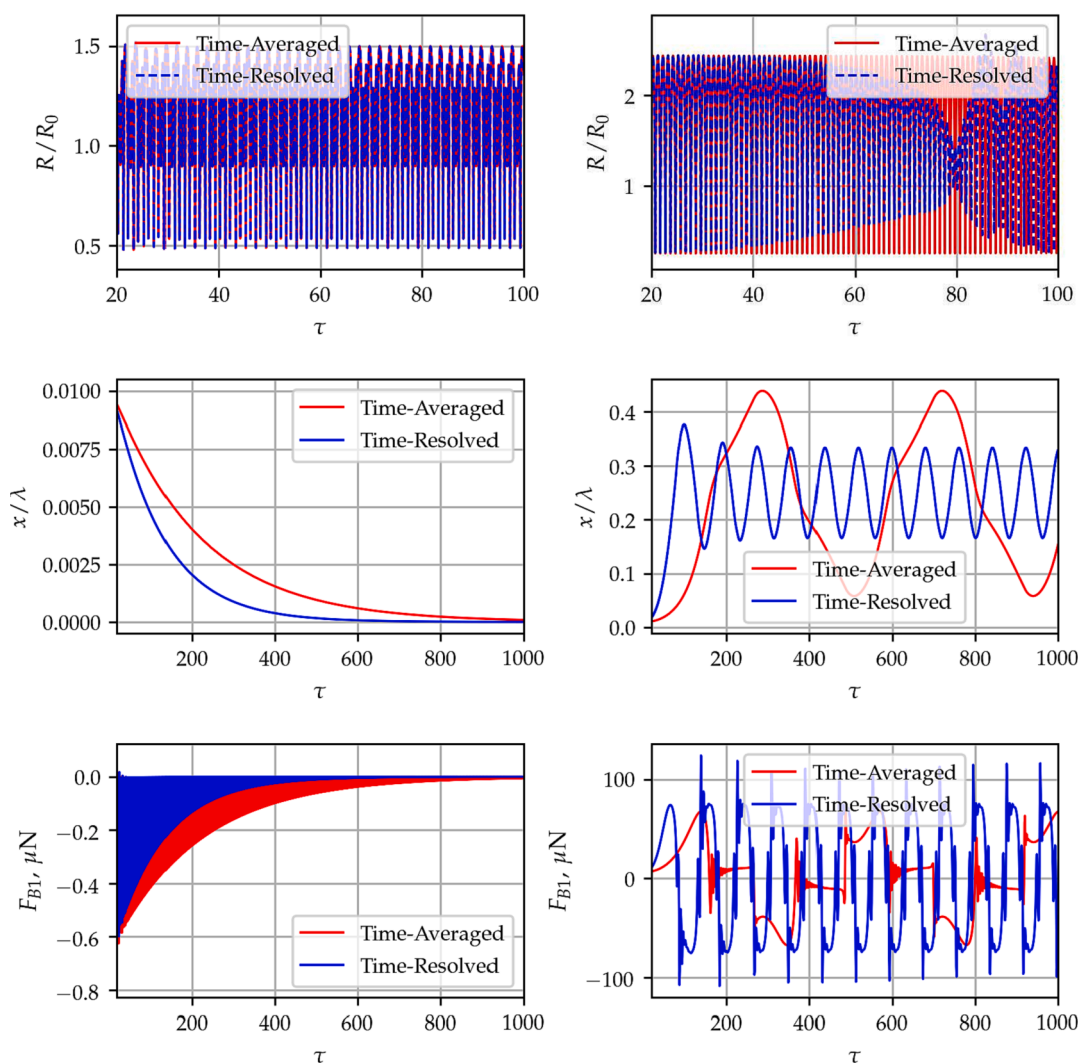 Time-Averaged
Time-Resolved
1.5
1.0
0.5
R/R0
20 40 60 80 100
τ
Time-Averaged
Time-Resolved
2
1
R/R0
20 40 60 80 100
τ
Time-Averaged
Time-Resolved
0.0100
0.0075
0.0050
0.0025
0.0000
x/λ
200 400 600 800 1000
τ
0.4
0.3
0.2
0.1
0.0
x/λ
Time-Averaged
Time-Resolved
200 400 600 800 1000
τ
0.0
−0.2
−0.4
−0.6
−0.8
FB1, μN
Time-Averaged
Time-Resolved
200 400 600 800 1000
τ
Time-Averaged
Time-Resolved
100
0
−100
FB1, μN
200 400 600 800 1000
τ